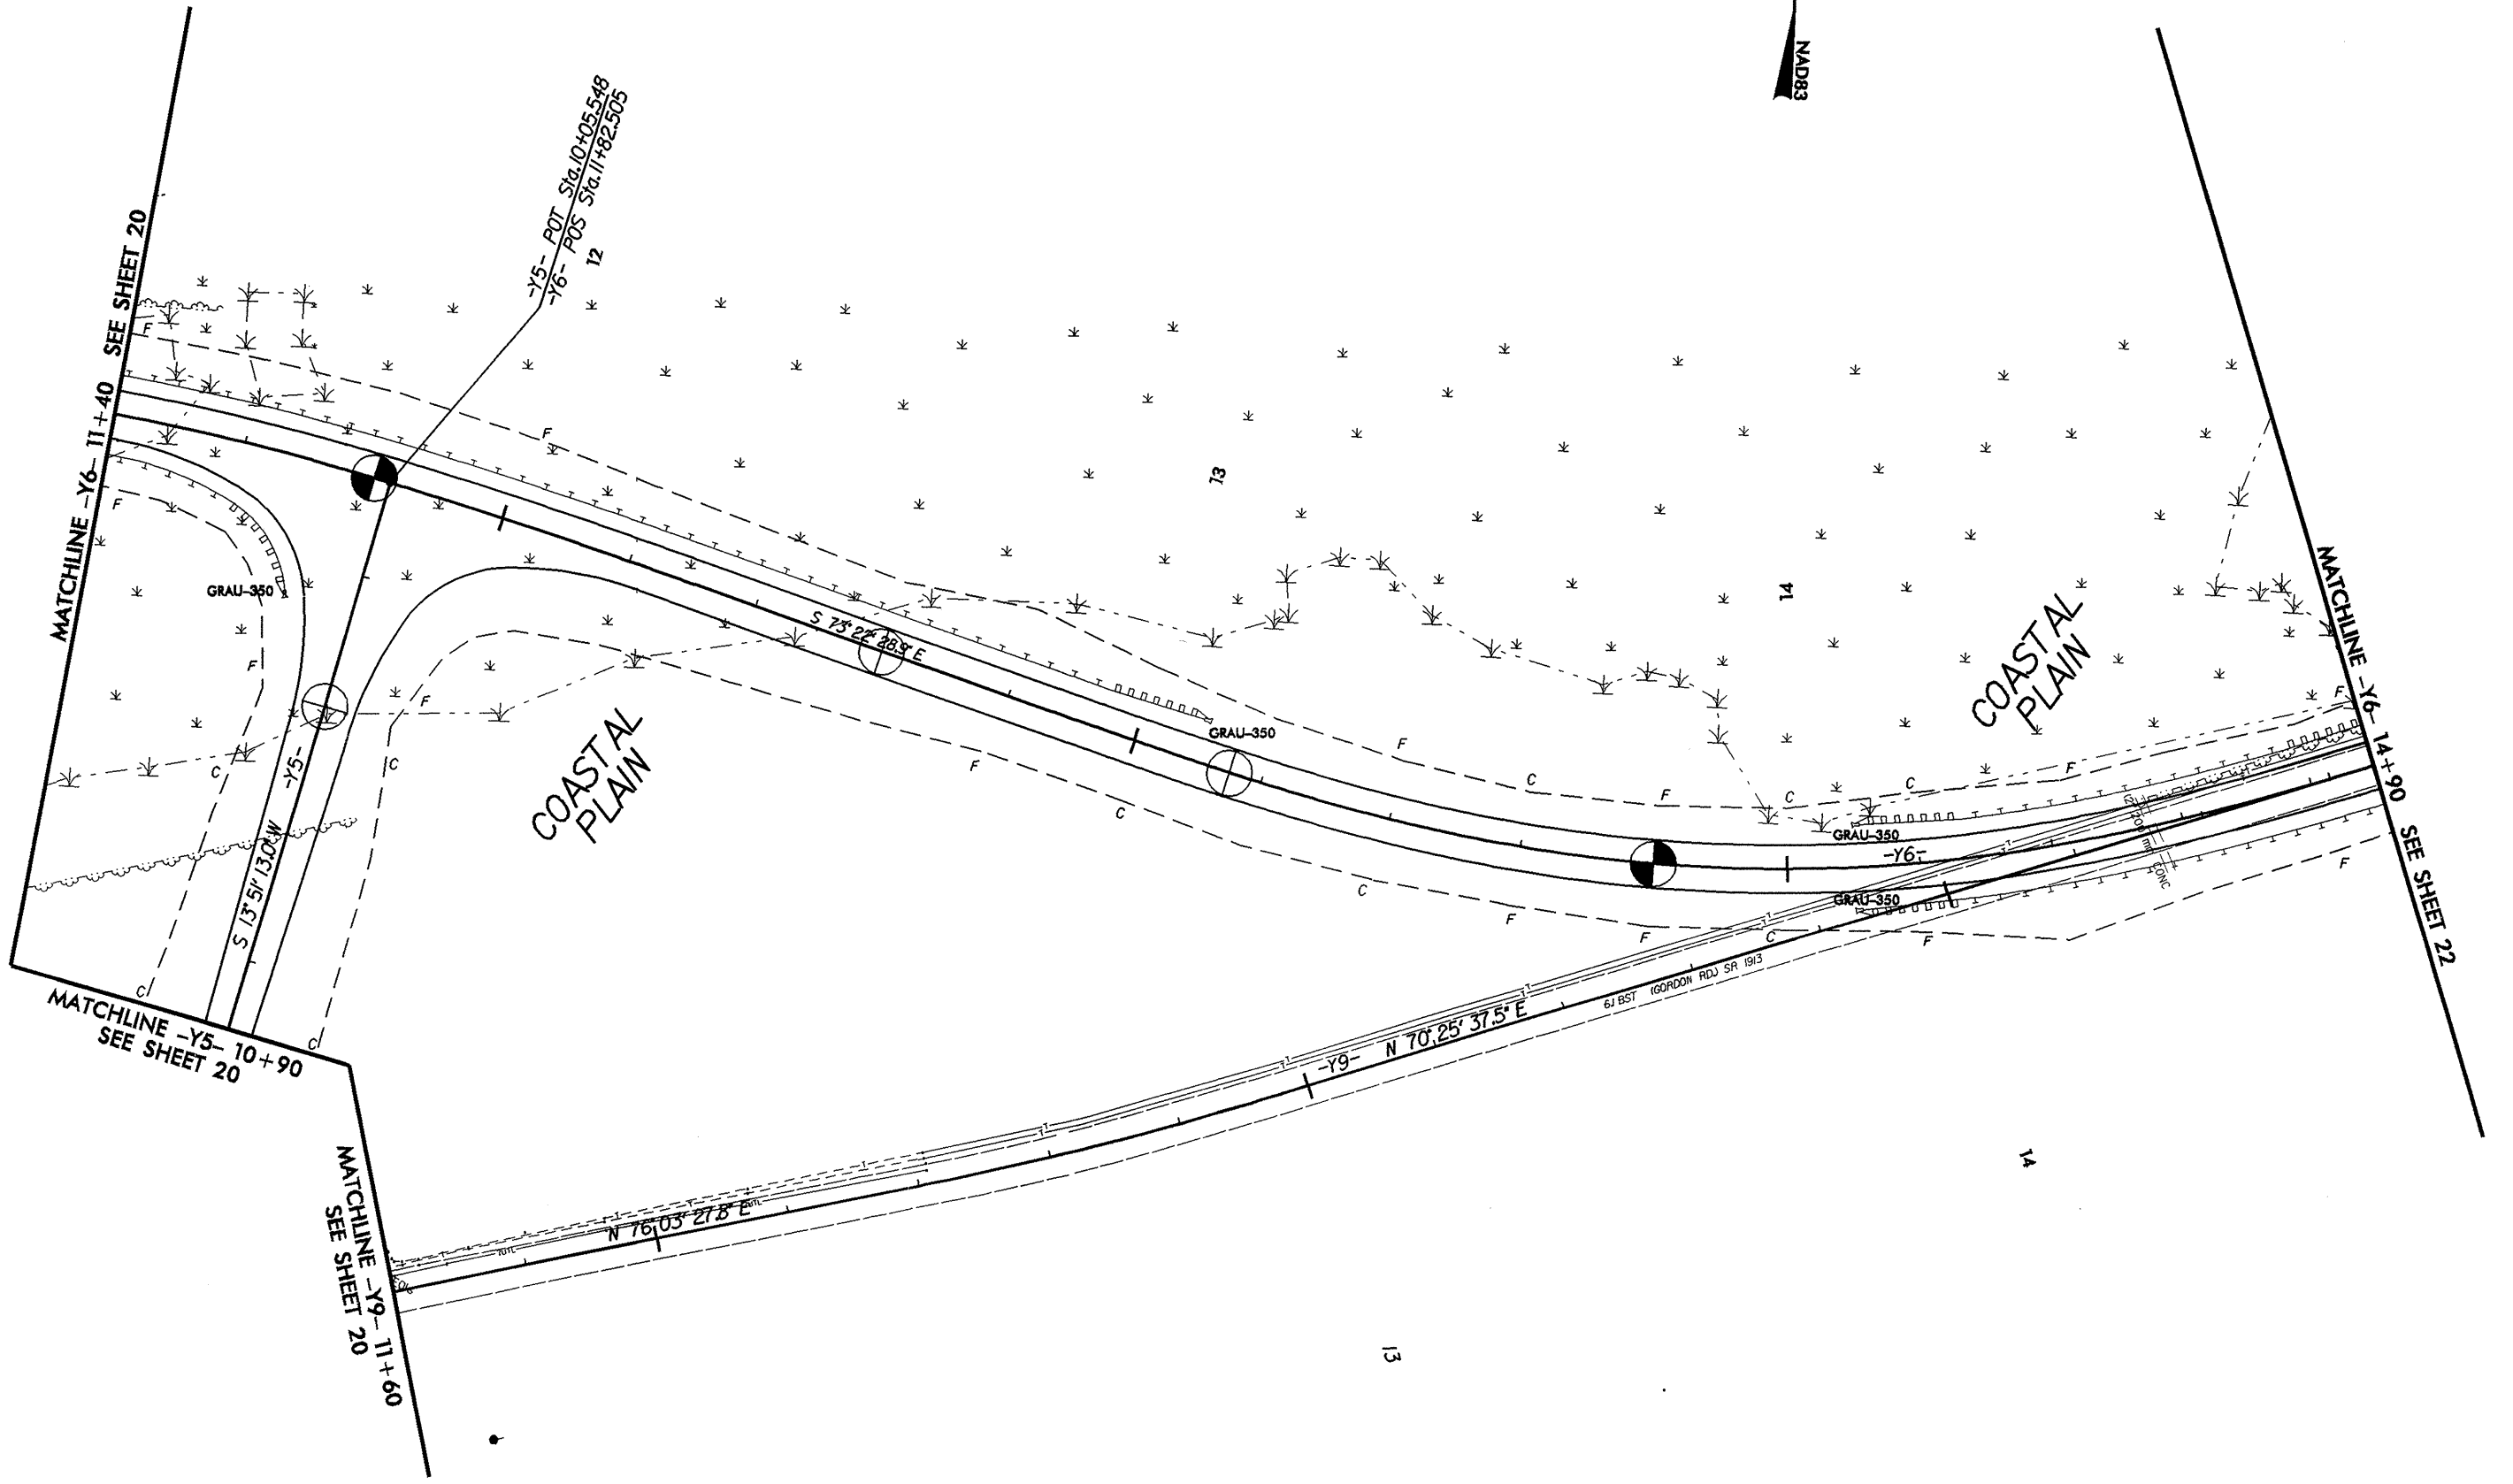 NAD83
-Y5- POT Sta. 10+05.548
-Y6- POS Sta. 11+82.505
12
SEE SHEET 20
MATCHLINE -Y6- 11+40
F
F
F
13
GRAU-350
F
S 73° 22' 28.9" E
14
COASTAL
PLAIN
MATCHLINE -Y6- 14+90 SEE SHEET 22
F
F
C
COASTAL
PLAIN
-Y5-
C
GRAU-350
F
F
C
F
C
C
F
C
GRAU-350
-Y6-
CONC
F
S 13° 51' 13.0" W
C
F
GRAU-350
F
C
F
6.1 BST (GORDON RD.) SR 1913
C
MATCHLINE -Y5- 10+90
SEE SHEET 20
C
-Y9- N 70° 25' 37.5" E
14
MATCHLINE -Y9- 11+60
SEE SHEET 20
N 76° 03' 27.8" E
13